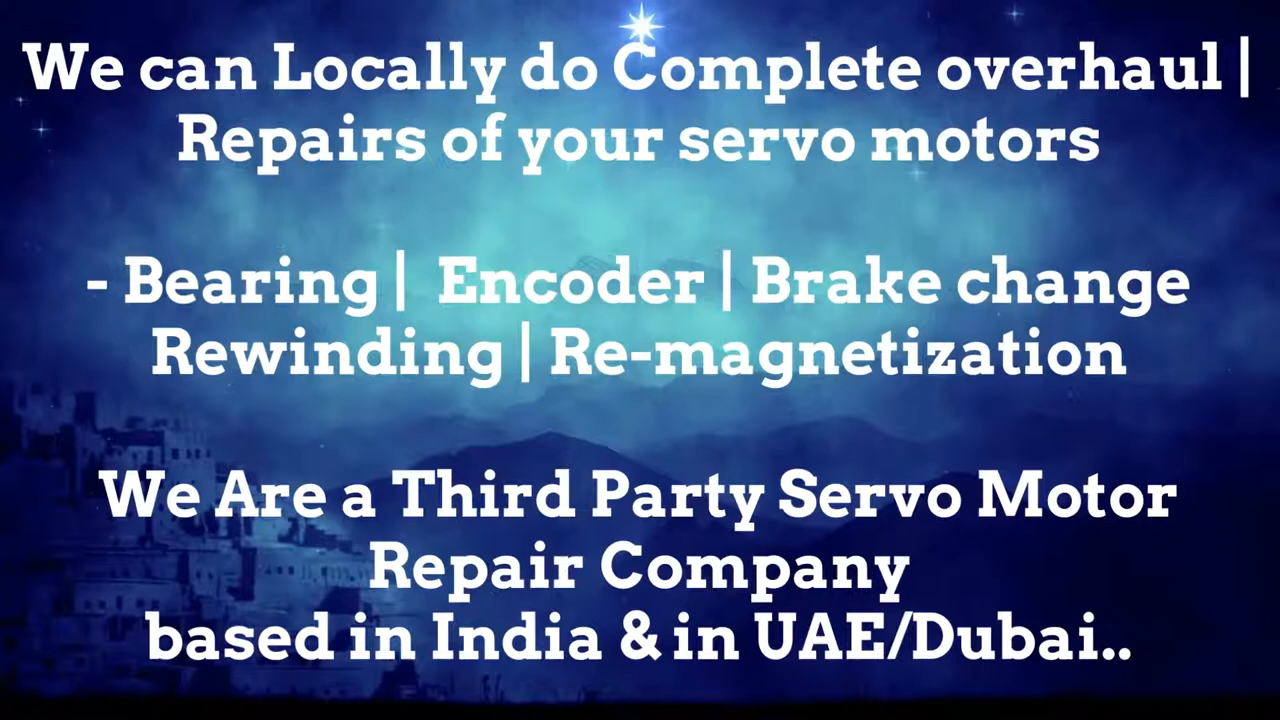 We can Locally do Complete overhaul |
Repairs of your servo motors
- Bearing | Encoder | Brake change
Rewinding | Re-magnetization
We Are a Third Party Servo Motor
Repair Company
based in India & in UAE/Dubai..